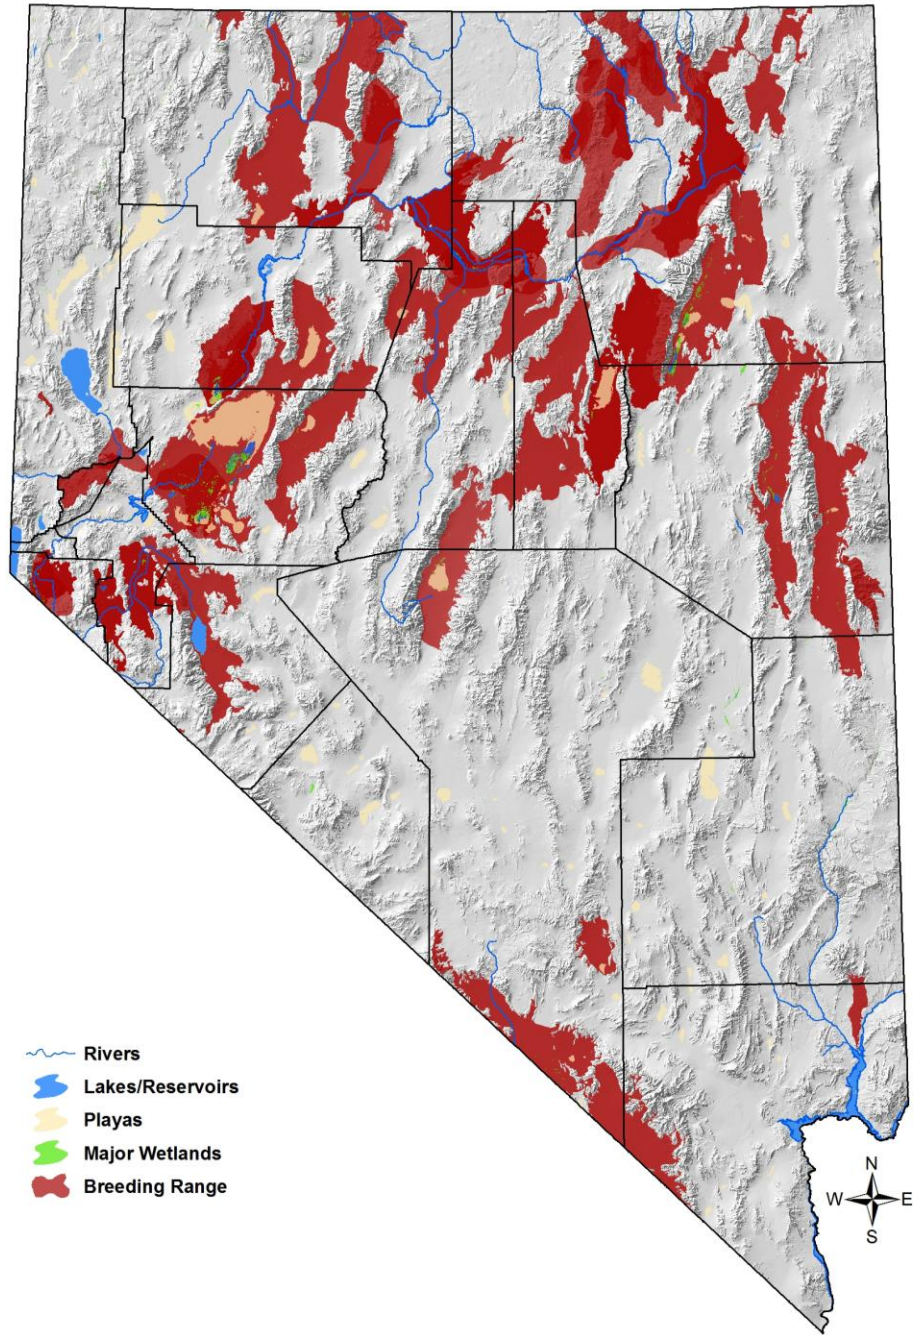 Rivers
Lakes/Reservoirs
Playas
Major Wetlands
Breeding Range
N
W E
S